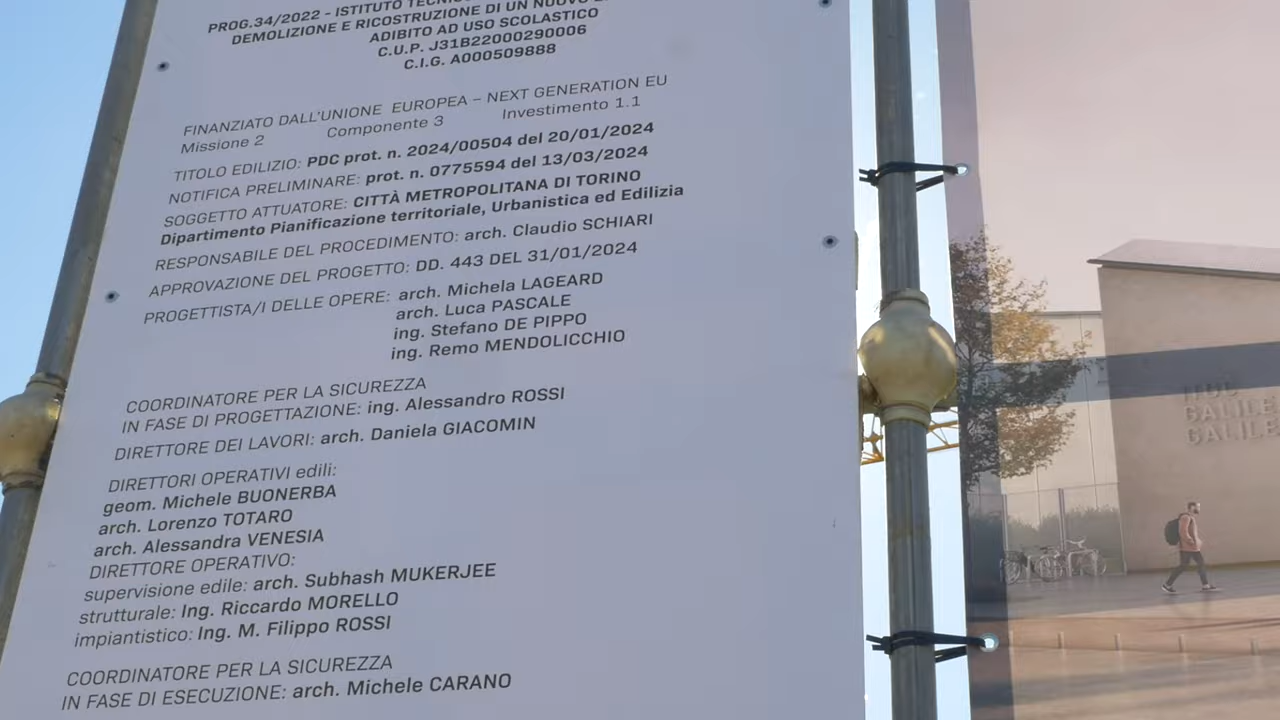 PROG.34/2022 - ISTITUTO
DEMOLIZIONE E RICOSTRUZIONE DI UN NUOVO
ADIBITO AD USO SCOLASTICO
C.U.P. J31B22000290006
C.I.G. A000509888
FINANZIATO DALL'UNIONE EUROPEA – NEXT GENERATION EU
Missione 2 Componente 3 Investimento 1.1
TITOLO EDILIZIO: PDC prot. n. 2024/00504 del 20/01/2024
NOTIFICA PRELIMINARE: prot. n. 0775594 del 13/03/2024
SOGGETTO ATTUATORE: CITTÀ METROPOLITANA DI TORINO
Dipartimento Pianificazione territoriale, Urbanistica ed Edilizia
RESPONSABILE DEL PROCEDIMENTO: arch. Claudio SCHIARI
APPROVAZIONE DEL PROGETTO: DD. 443 DEL 31/01/2024
PROGETTISTA/I DELLE OPERE: arch. Michela LAGEARD
arch. Luca PASCALE
ing. Stefano DE PIPPO
ing. Remo MENDOLICCHIO
COORDINATORE PER LA SICUREZZA
IN FASE DI PROGETTAZIONE: ing. Alessandro ROSSI
DIRETTORE DEI LAVORI: arch. Daniela GIACOMIN
DIRETTORI OPERATIVI edili:
geom. Michele BUONERBA
arch. Lorenzo TOTARO
arch. Alessandra VENESIA
DIRETTORE OPERATIVO:
supervisione edile: arch. Subhash MUKERJEE
strutturale: Ing. Riccardo MORELLO
impiantistico: Ing. M. Filippo ROSSI
COORDINATORE PER LA SICUREZZA
IN FASE DI ESECUZIONE: arch. Michele CARANO
GALILE
GALILE